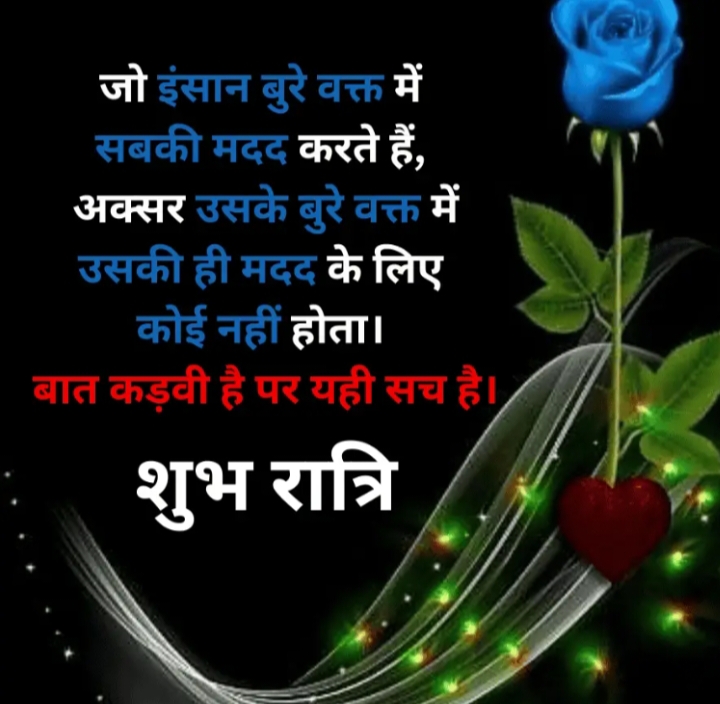 जो इंसान बुरे वक्त में
सबकी मदद करते हैं,
अक्सर उसके बुरे वक्त में
उसकी ही मदद के लिए
कोई नहीं होता।
बात कड़वी है पर यही सच है।
शुभ रात्रि